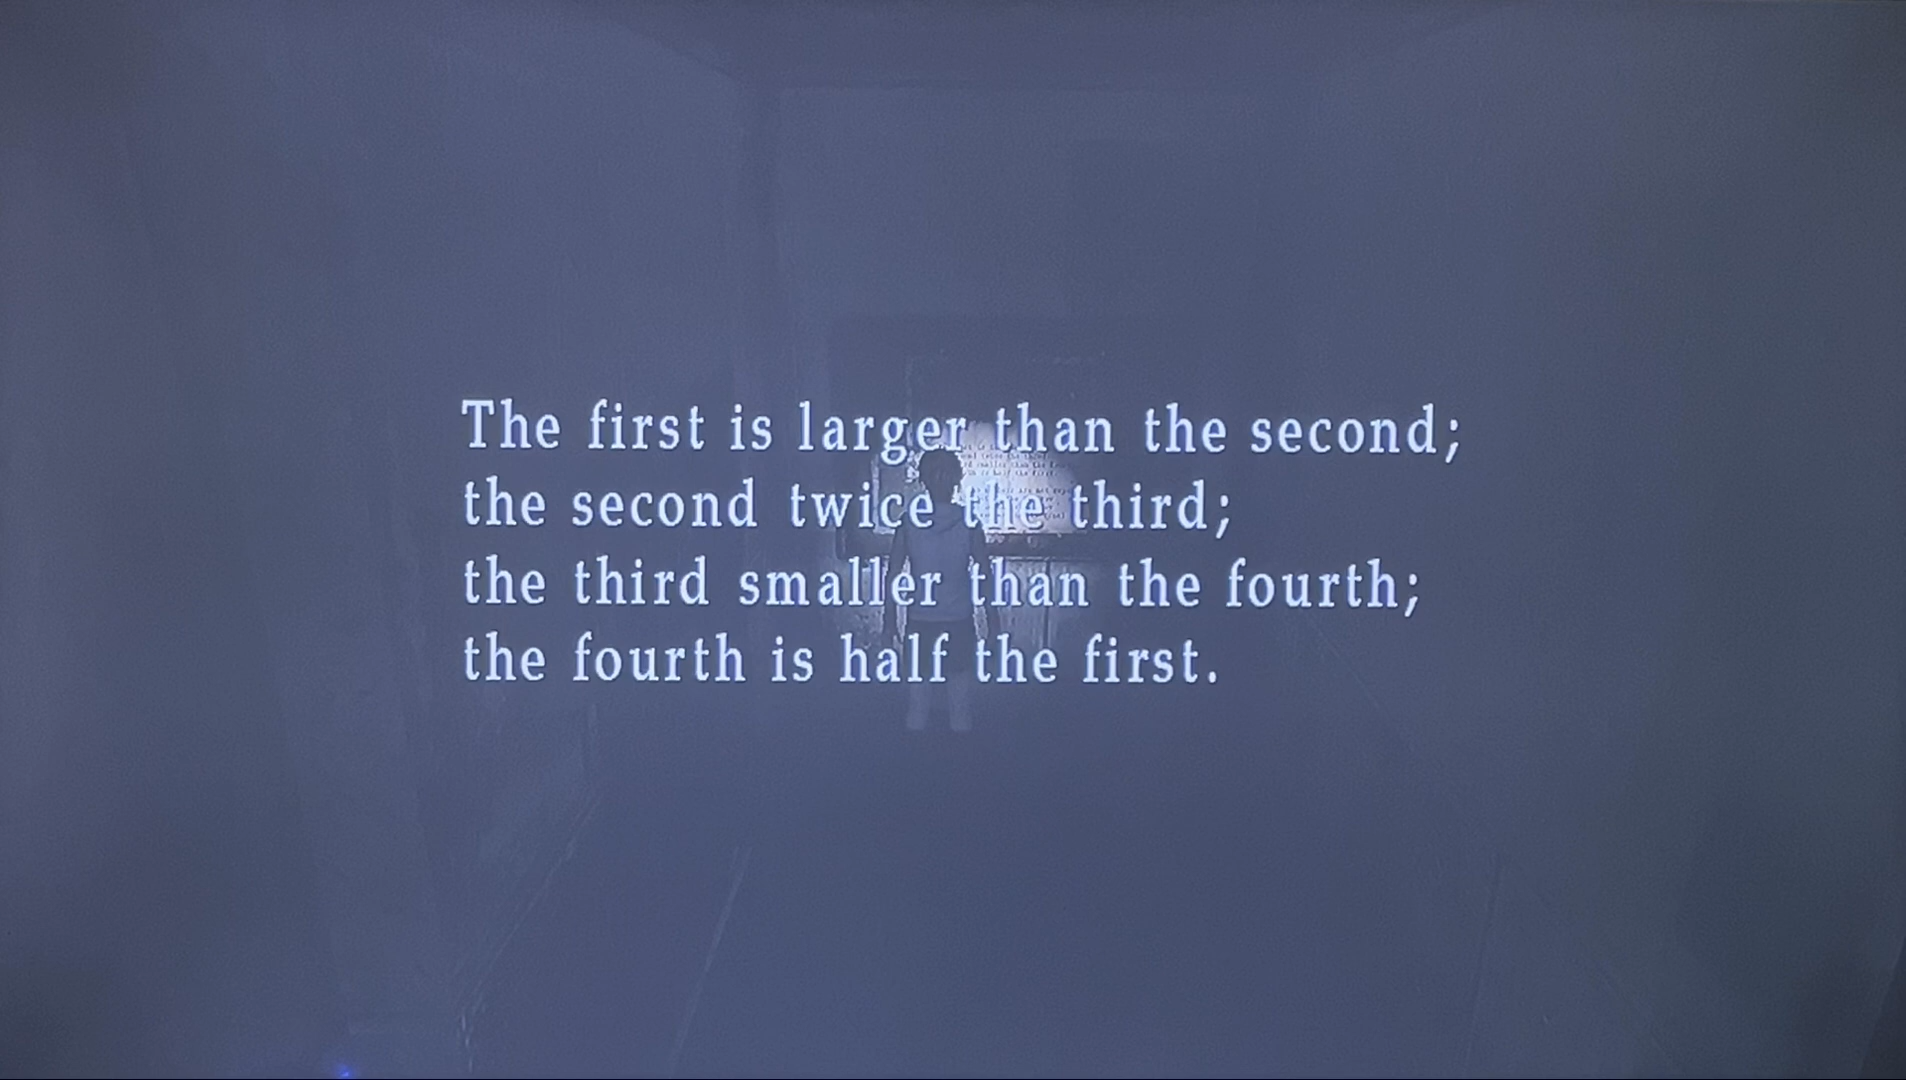 The first is larger than the second;
the second twice the third;
the third smaller than the fourth;
the fourth is half the first.